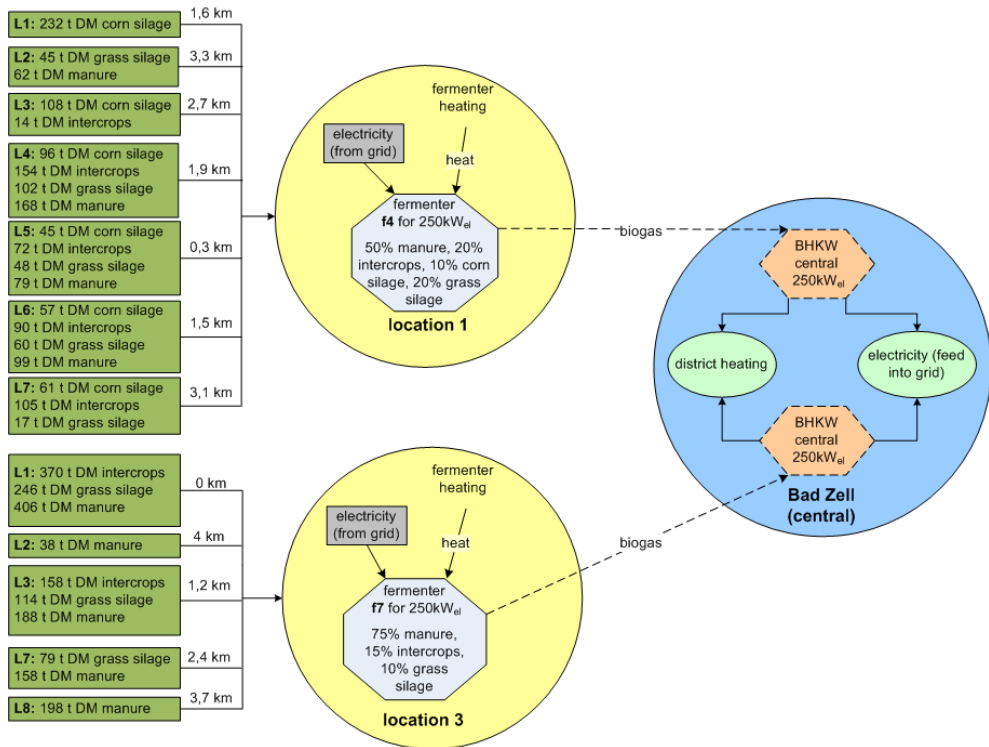 L1: 232 t DM corn silage
1,6 km
L2: 45 t DM grass silage
62 t DM manure
3,3 km
L3: 108 t DM corn silage
14 t DM intercrops
2,7 km
L4: 96 t DM corn silage
154 t DM intercrops
102 t DM grass silage
168 t DM manure
1,9 km
L5: 45 t DM corn silage
72 t DM intercrops
48 t DM grass silage
79 t DM manure
0,3 km
L6: 57 t DM corn silage
90 t DM intercrops
60 t DM grass silage
99 t DM manure
1,5 km
L7: 61 t DM corn silage
105 t DM intercrops
17 t DM grass silage
3,1 km
fermenter
heating
electricity
(from grid)
heat
fermenter
f4 for 250kWel
50% manure, 20%
intercrops, 10% corn
silage, 20% grass
silage
location 1
biogas
L1: 370 t DM intercrops
246 t DM grass silage
406 t DM manure
0 km
L2: 38 t DM manure
4 km
L3: 158 t DM intercrops
114 t DM grass silage
188 t DM manure
1,2 km
L7: 79 t DM grass silage
158 t DM manure
2,4 km
L8: 198 t DM manure
3,7 km
fermenter
heating
electricity
(from grid)
heat
fermenter
f7 for 250kWel
75% manure,
15% intercrops,
10% grass
silage
location 3
biogas
BHKW
central
250kWel
district heating
electricity (feed
into grid)
BHKW
central
250kWel
Bad Zell
(central)